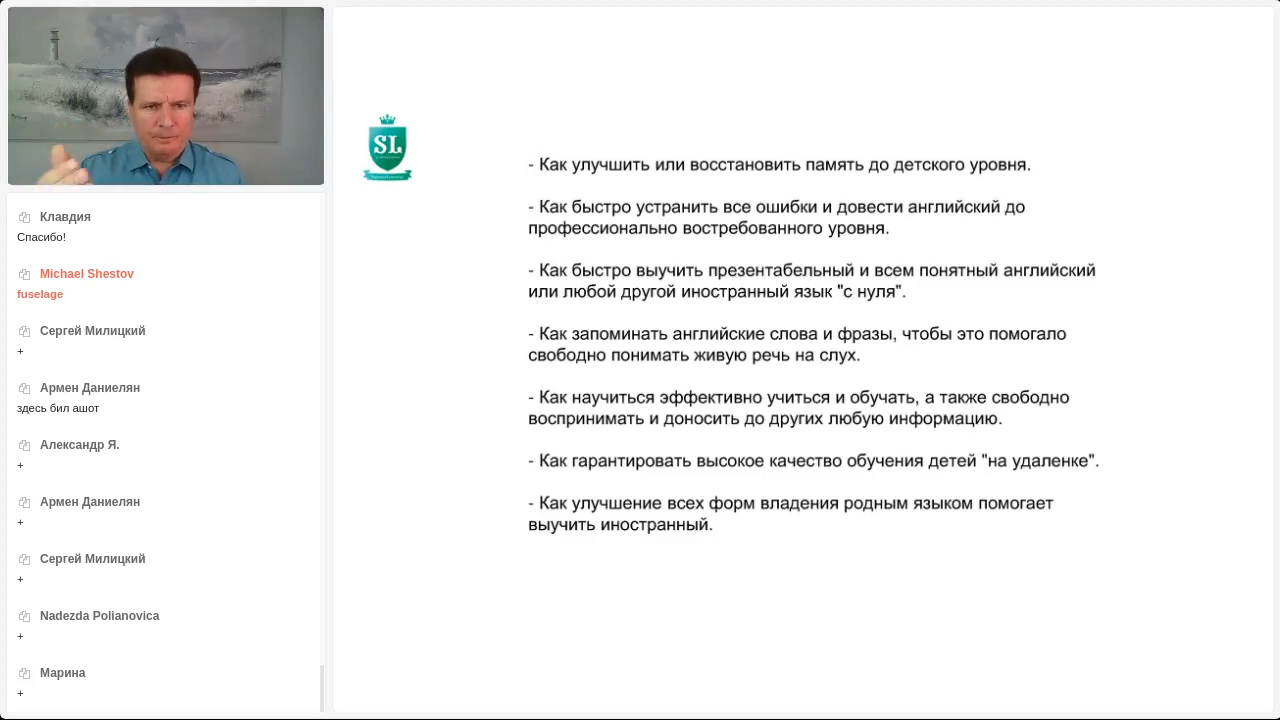 Клавдия
Спасибо!
Michael Shestov
fuselage
Сергей Милицкий
+
Армен Даниелян
здесь бил ашот
Александр Я.
+
Армен Даниелян
+
Сергей Милицкий
+
Nadezda Polianovica
+
Марина
+
SL
- Как улучшить или восстановить память до детского уровня.
- Как быстро устранить все ошибки и довести английский до
профессионально востребованного уровня.
- Как быстро выучить презентабельный и всем понятный английский
или любой другой иностранный язык "с нуля".
- Как запоминать английские слова и фразы, чтобы это помогало
свободно понимать живую речь на слух.
- Как научиться эффективно учиться и обучать, а также свободно
воспринимать и доносить до других любую информацию.
- Как гарантировать высокое качество обучения детей "на удаленке".
- Как улучшение всех форм владения родным языком помогает
выучить иностранный.